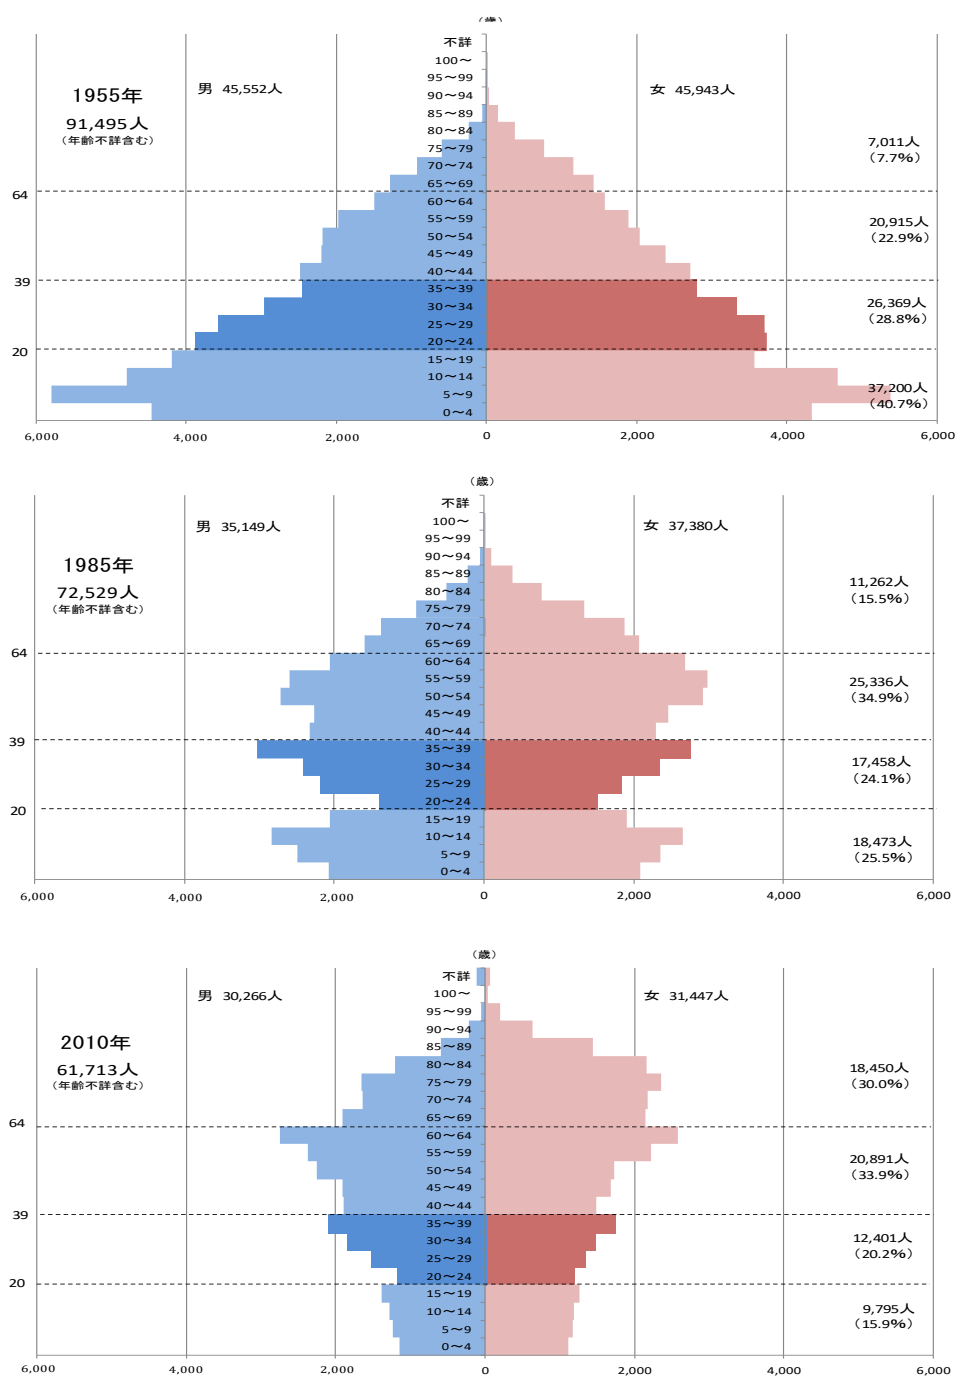 （歳）
不詳
100～
95～99
男 45,552人
女 45,943人
90～94
1955年
85～89
91,495人
80～84
（年齢不詳含む）
7,011人
（7.7%）
75～79
70～74
65～69
64
60～64
55～59
20,915人
（22.9%）
50～54
45～49
40～44
39
35～39
26,369人
（28.8%）
30～34
25～29
20～24
20
15～19
10～14
37,200人
（40.7%）
5～9
0～4
6,000 4,000 2,000 0 2,000 4,000 6,000
（歳）
不詳
100～
男 35,149人
女 37,380人
95～99
90～94
1985年
85～89
72,529人
（年齢不詳含む）
11,262人
（15.5%）
80～84
75～79
70～74
65～69
64
60～64
55～59
25,336人
（34.9%）
50～54
45～49
40～44
39
35～39
17,458人
（24.1%）
30～34
25～29
20～24
20
15～19
10～14
18,473人
（25.5%）
5～9
0～4
6,000 4,000 2,000 0 2,000 4,000 6,000
（歳）
不詳
男 30,266人
女 31,447人
100～
95～99
90～94
2010年
85～89
61,713人
（年齢不詳含む）
18,450人
（30.0%）
80～84
75～79
70～74
65～69
64
60～64
55～59
20,891人
（33.9%）
50～54
45～49
40～44
39
35～39
12,401人
（20.2%）
30～34
25～29
20～24
20
15～19
10～14
9,795人
（15.9%）
5～9
0～4
6,000 4,000 2,000 0 2,000 4,000 6,000